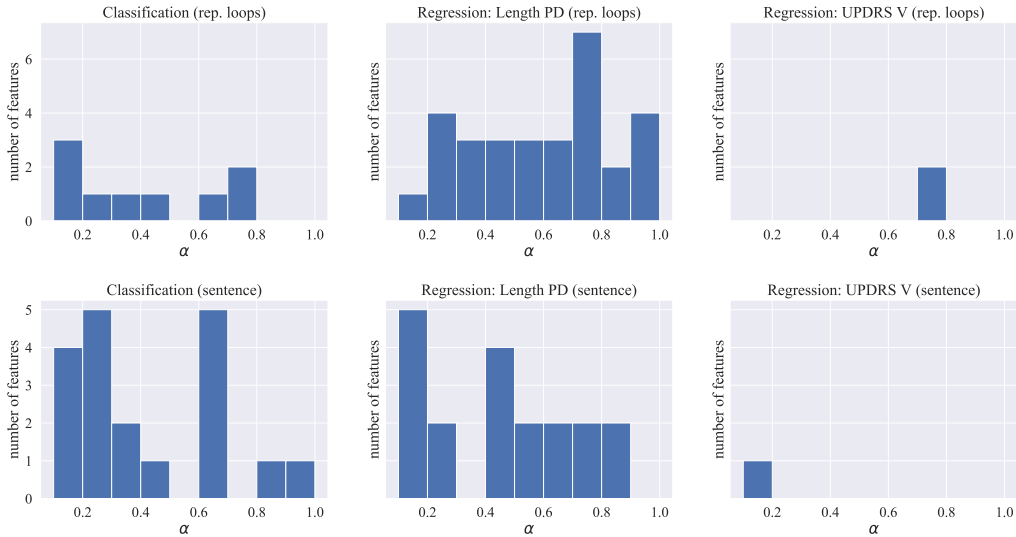 Classification (rep. loops)
Regression: Length PD (rep. loops)
Regression: UPDRS V (rep. loops)
number of features
6
4
2
0
0.2 0.4 0.6 0.8 1.0
α
number of features
0.2 0.4 0.6 0.8 1.0
α
number of features
0.2 0.4 0.6 0.8 1.0
α
Classification (sentence)
Regression: Length PD (sentence)
Regression: UPDRS V (sentence)
number of features
5
4
3
2
1
0
0.2 0.4 0.6 0.8 1.0
α
number of features
0.2 0.4 0.6 0.8 1.0
α
number of features
0.2 0.4 0.6 0.8 1.0
α